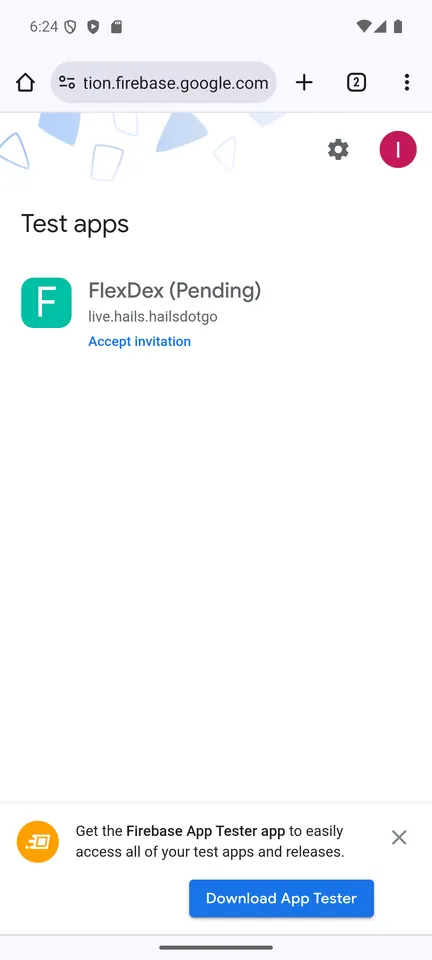 6:24
tion.firebase.google.com
2
I
Test apps
F
FlexDex (Pending)
live.hails.hailsdotgo
Accept invitation
Get the Firebase App Tester app to easily
access all of your test apps and releases.
Download App Tester